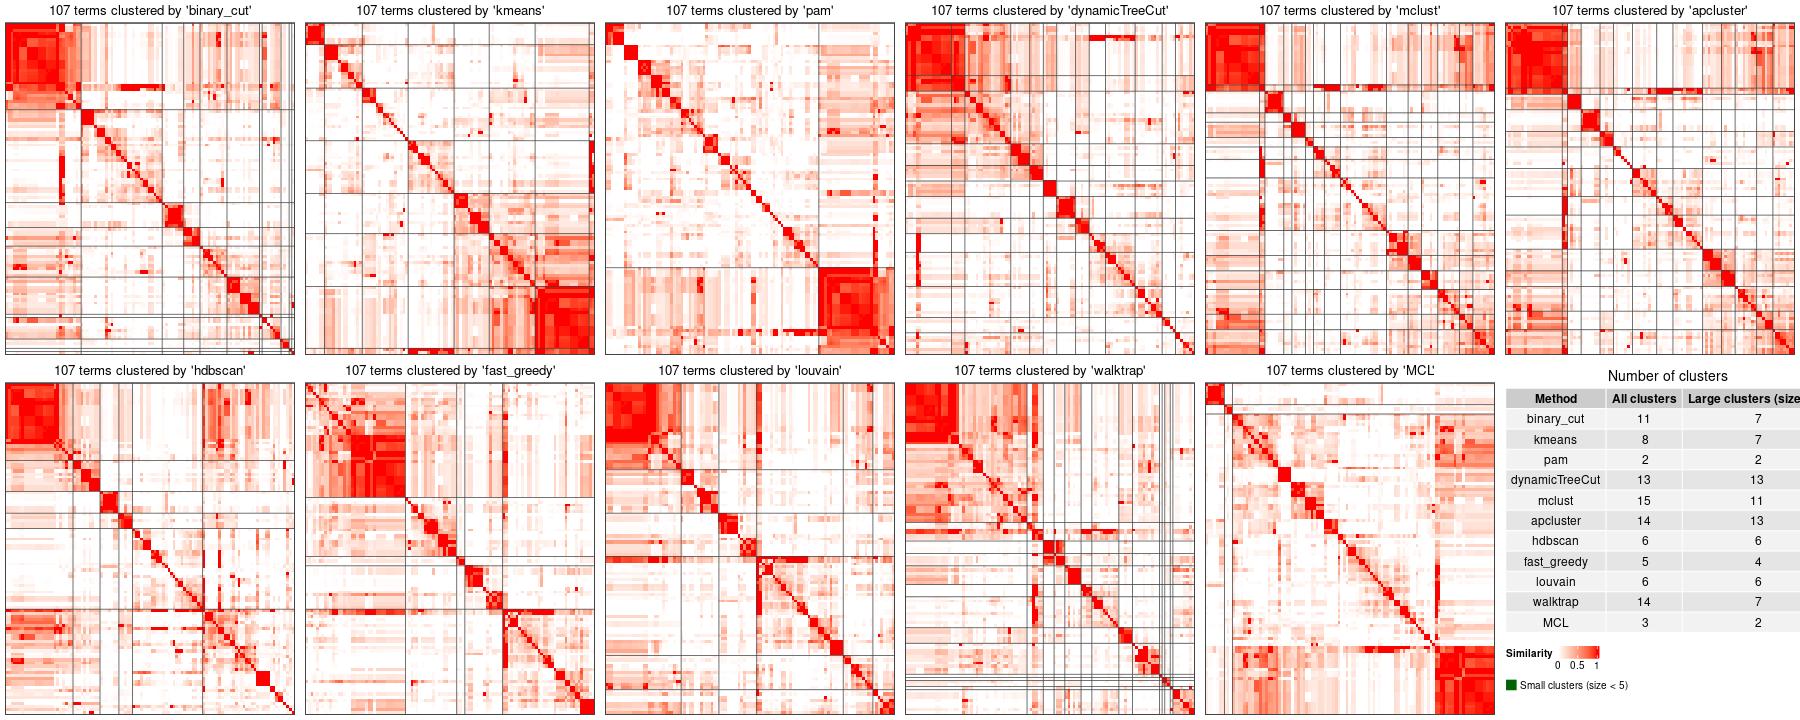 107 terms clustered by 'binary_cut'
107 terms clustered by 'kmeans'
107 terms clustered by 'pam'
107 terms clustered by 'dynamicTreeCut'
107 terms clustered by 'mclust'
107 terms clustered by 'apcluster'
107 terms clustered by 'hdbscan'
107 terms clustered by 'fast_greedy'
107 terms clustered by 'louvain'
107 terms clustered by 'walktrap'
107 terms clustered by 'MCL'
Number of clusters
Method All clusters Large clusters (size
binary_cut 11 7
kmeans 8 7
pam 2 2
dynamicTreeCut 13 13
mclust 15 11
apcluster 14 13
hdbscan 6 6
fast_greedy 5 4
louvain 6 6
walktrap 14 7
MCL 3 2
Similarity
0 0.5 1
Small clusters (size < 5)